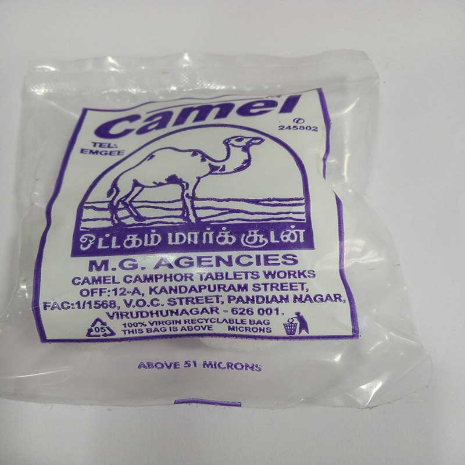 Camel
TEL:
EMGEE
✆
245802
ஒட்டகம் மார்க் சூடன்
M.G. AGENCIES
CAMEL CAMPHOR TABLETS WORKS
OFF:12-A, KANDAPURAM STREET,
FAC:1/1568, V.O.C. STREET, PANDIAN NAGAR,
VIRUDHUNAGAR - 626 001.
05
100% VIRGIN RECYCLABLE BAG
THIS BAG IS ABOVE MICRONS
ABOVE 51 MICRONS